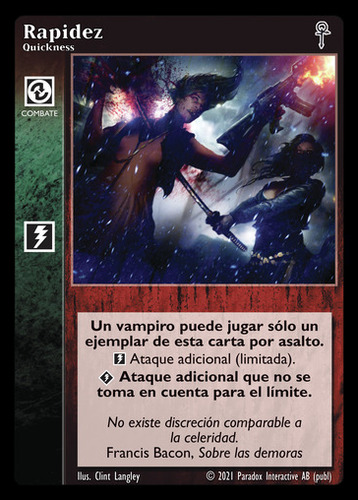 Rapidez
Quickness
COMBATE
Un vampiro puede jugar sólo un
ejemplar de esta carta por asalto.
Ataque adicional (limitada).
Ataque adicional que no se
toma en cuenta para el límite.
No existe discreción comparable a
la celeridad.
Francis Bacon, Sobre las demoras
Ilus. Clint Langley
© 2021 Paradox Interactive AB (publ)